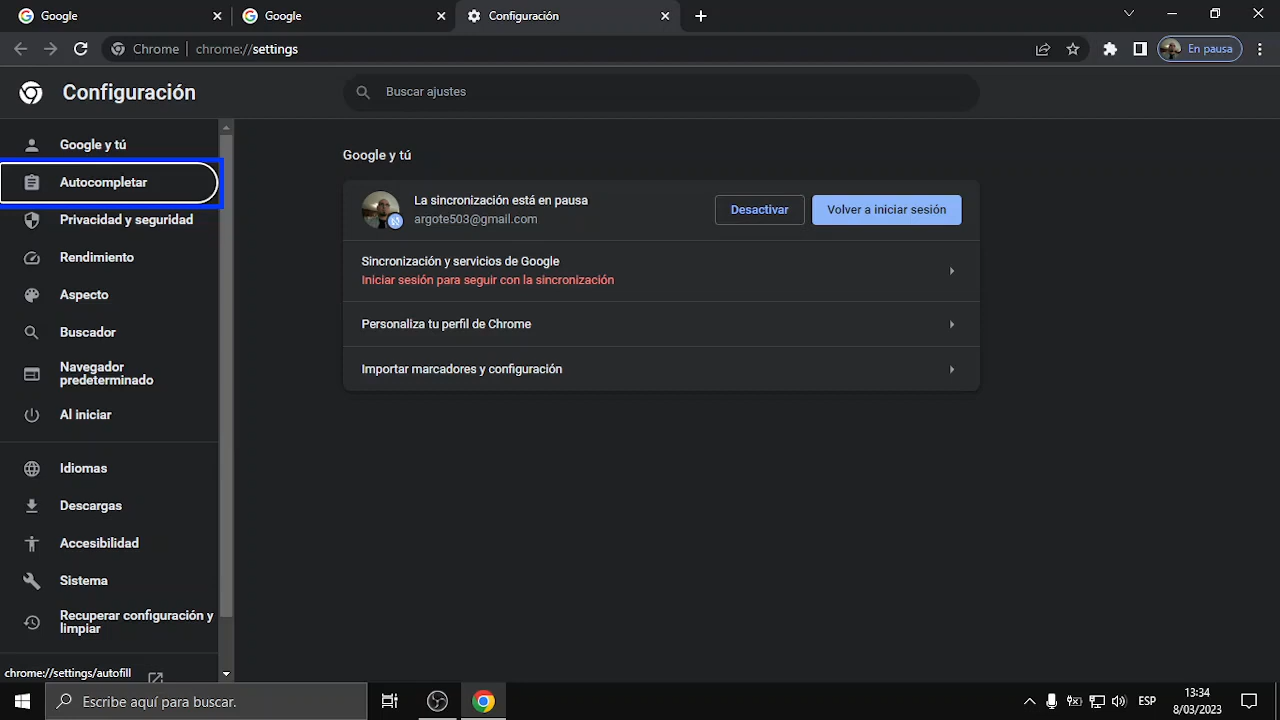 Google
Google
Configuración
Chrome
chrome://settings
En pausa
Configuración
Buscar ajustes
Google y tú
Autocompletar
Privacidad y seguridad
Rendimiento
Aspecto
Buscador
Navegador
predeterminado
Al iniciar
Idiomas
Descargas
Accesibilidad
Sistema
Recuperar configuración y
limpiar
Google y tú
La sincronización está en pausa
argote503@gmail.com
Desactivar
Volver a iniciar sesión
Sincronización y servicios de Google
Iniciar sesión para seguir con la sincronización
Personaliza tu perfil de Chrome
Importar marcadores y configuración
chrome://settings/autofill
Escribe aquí para buscar.
ESP
13:34
8/03/2023